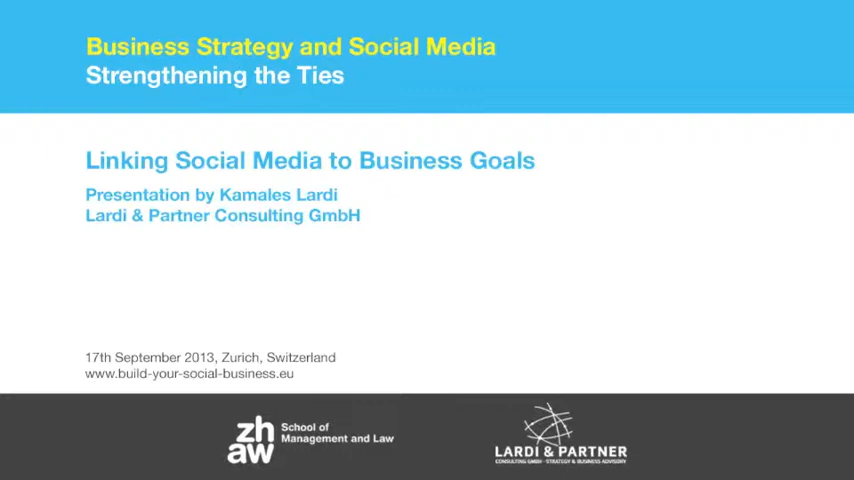 Business Strategy and Social Media
Strengthening the Ties
Linking Social Media to Business Goals
Presentation by Kamales Lardi
Lardi & Partner Consulting GmbH
17th September 2013, Zurich, Switzerland
www.build-your-social-business.eu
zh
aw
School of
Management and Law
LARDI & PARTNER
CONSULTING GMBH - STRATEGY & BUSINESS ADVISORY